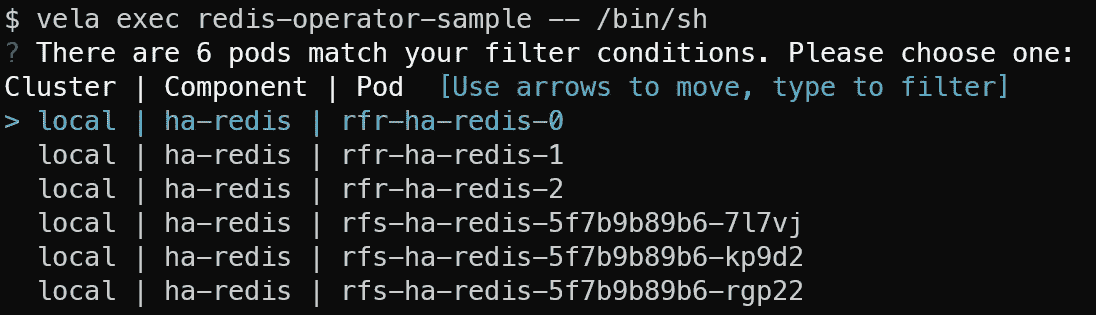 $ vela exec redis-operator-sample -- /bin/sh
? There are 6 pods match your filter conditions. Please choose one:
Cluster | Component | Pod  [Use arrows to move, type to filter]
> local | ha-redis | rfr-ha-redis-0
  local | ha-redis | rfr-ha-redis-1
  local | ha-redis | rfr-ha-redis-2
  local | ha-redis | rfs-ha-redis-5f7b9b89b6-7l7vj
  local | ha-redis | rfs-ha-redis-5f7b9b89b6-kp9d2
  local | ha-redis | rfs-ha-redis-5f7b9b89b6-rgp22